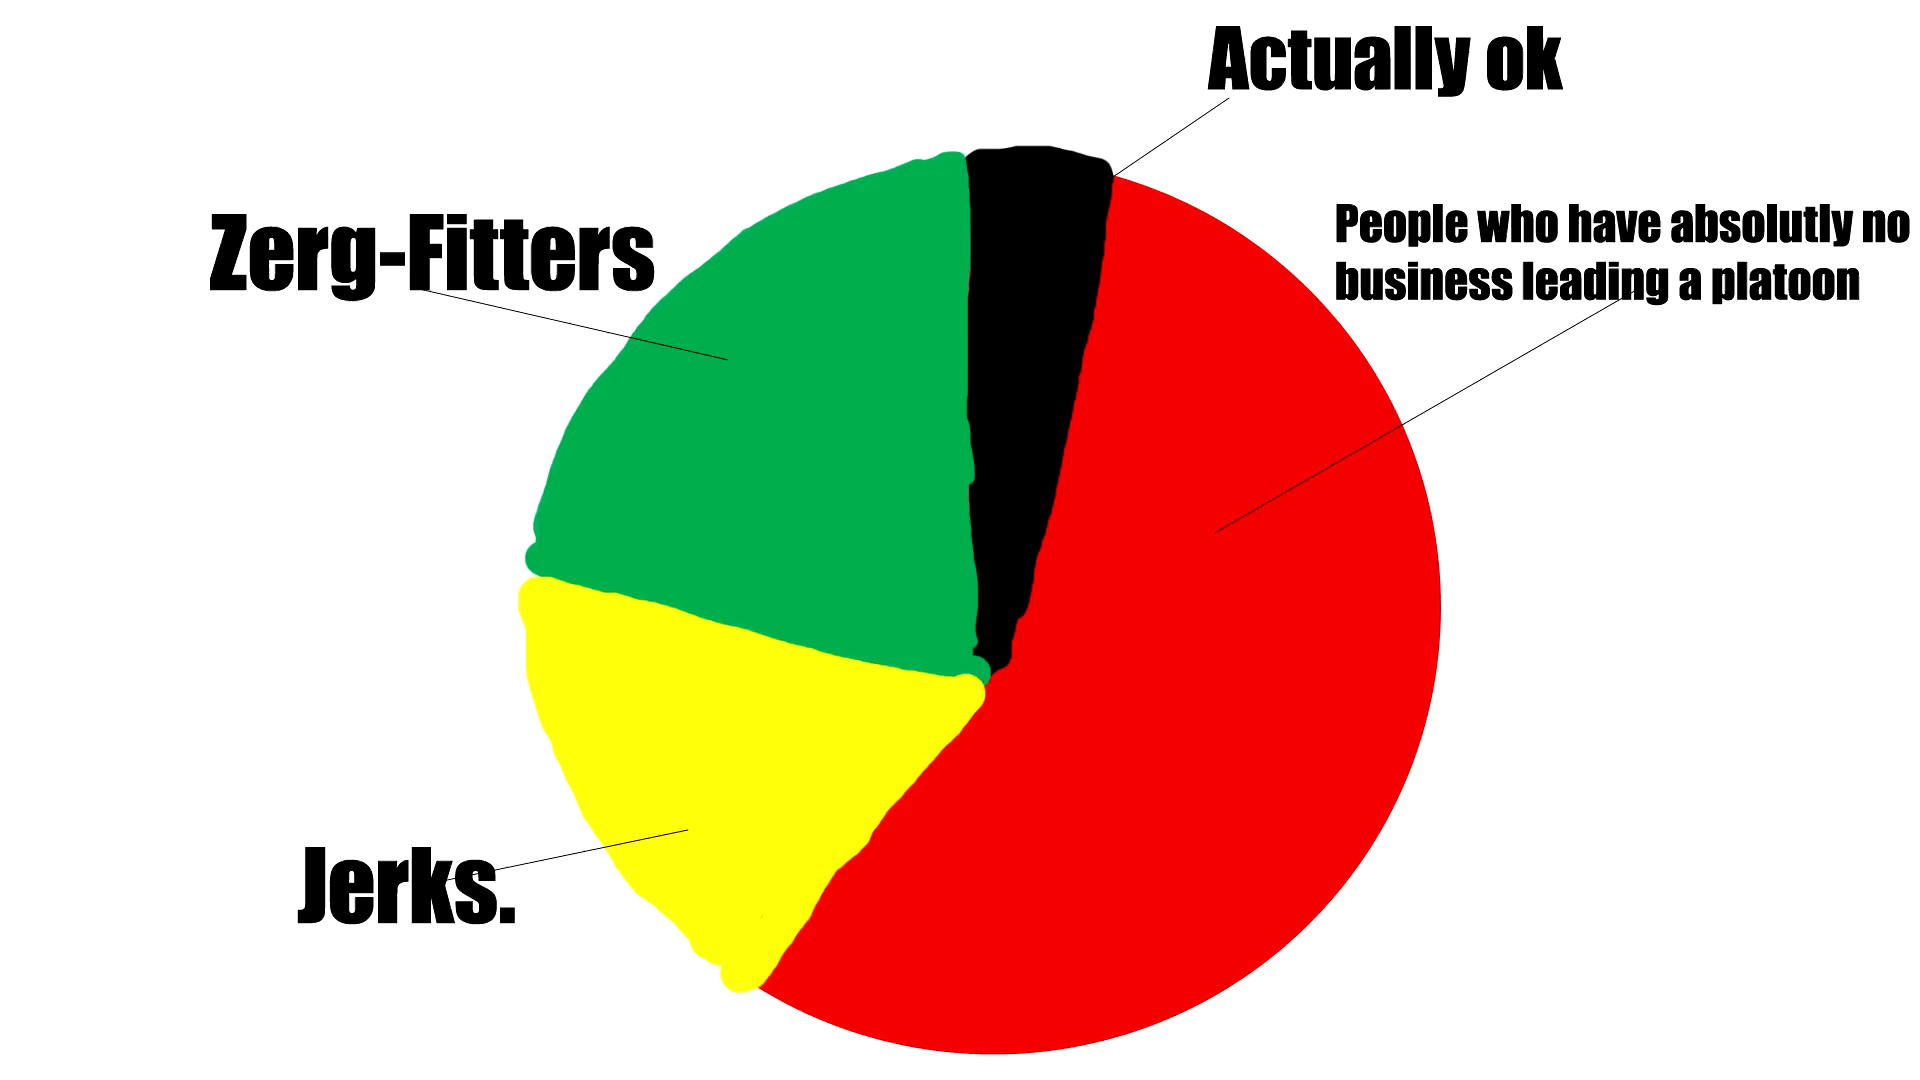 Actually ok
People who have absolutly no
business leading a platoon
Zerg-Fitters
Jerks.